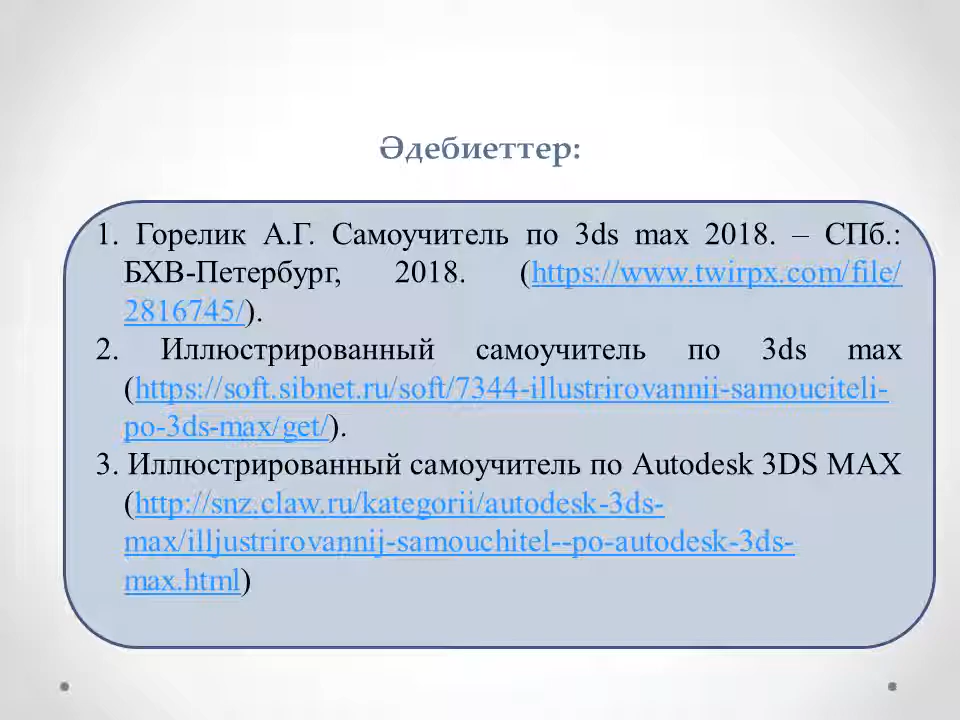 Әдебиеттер:
1. Горелик А.Г. Самоучитель по 3ds max 2018. – СПб.:
БХВ-Петербург, 2018. (https://www.twirpx.com/file/
2816745/).
2. Иллюстрированный самоучитель по 3ds max
(https://soft.sibnet.ru/soft/7344-illustrirovannii-samouciteli-
po-3ds-max/get/).
3. Иллюстрированный самоучитель по Autodesk 3DS MAX
(http://snz.claw.ru/kategorii/autodesk-3ds-
max/illjustrirovannij-samouchitel--po-autodesk-3ds-
max.html)